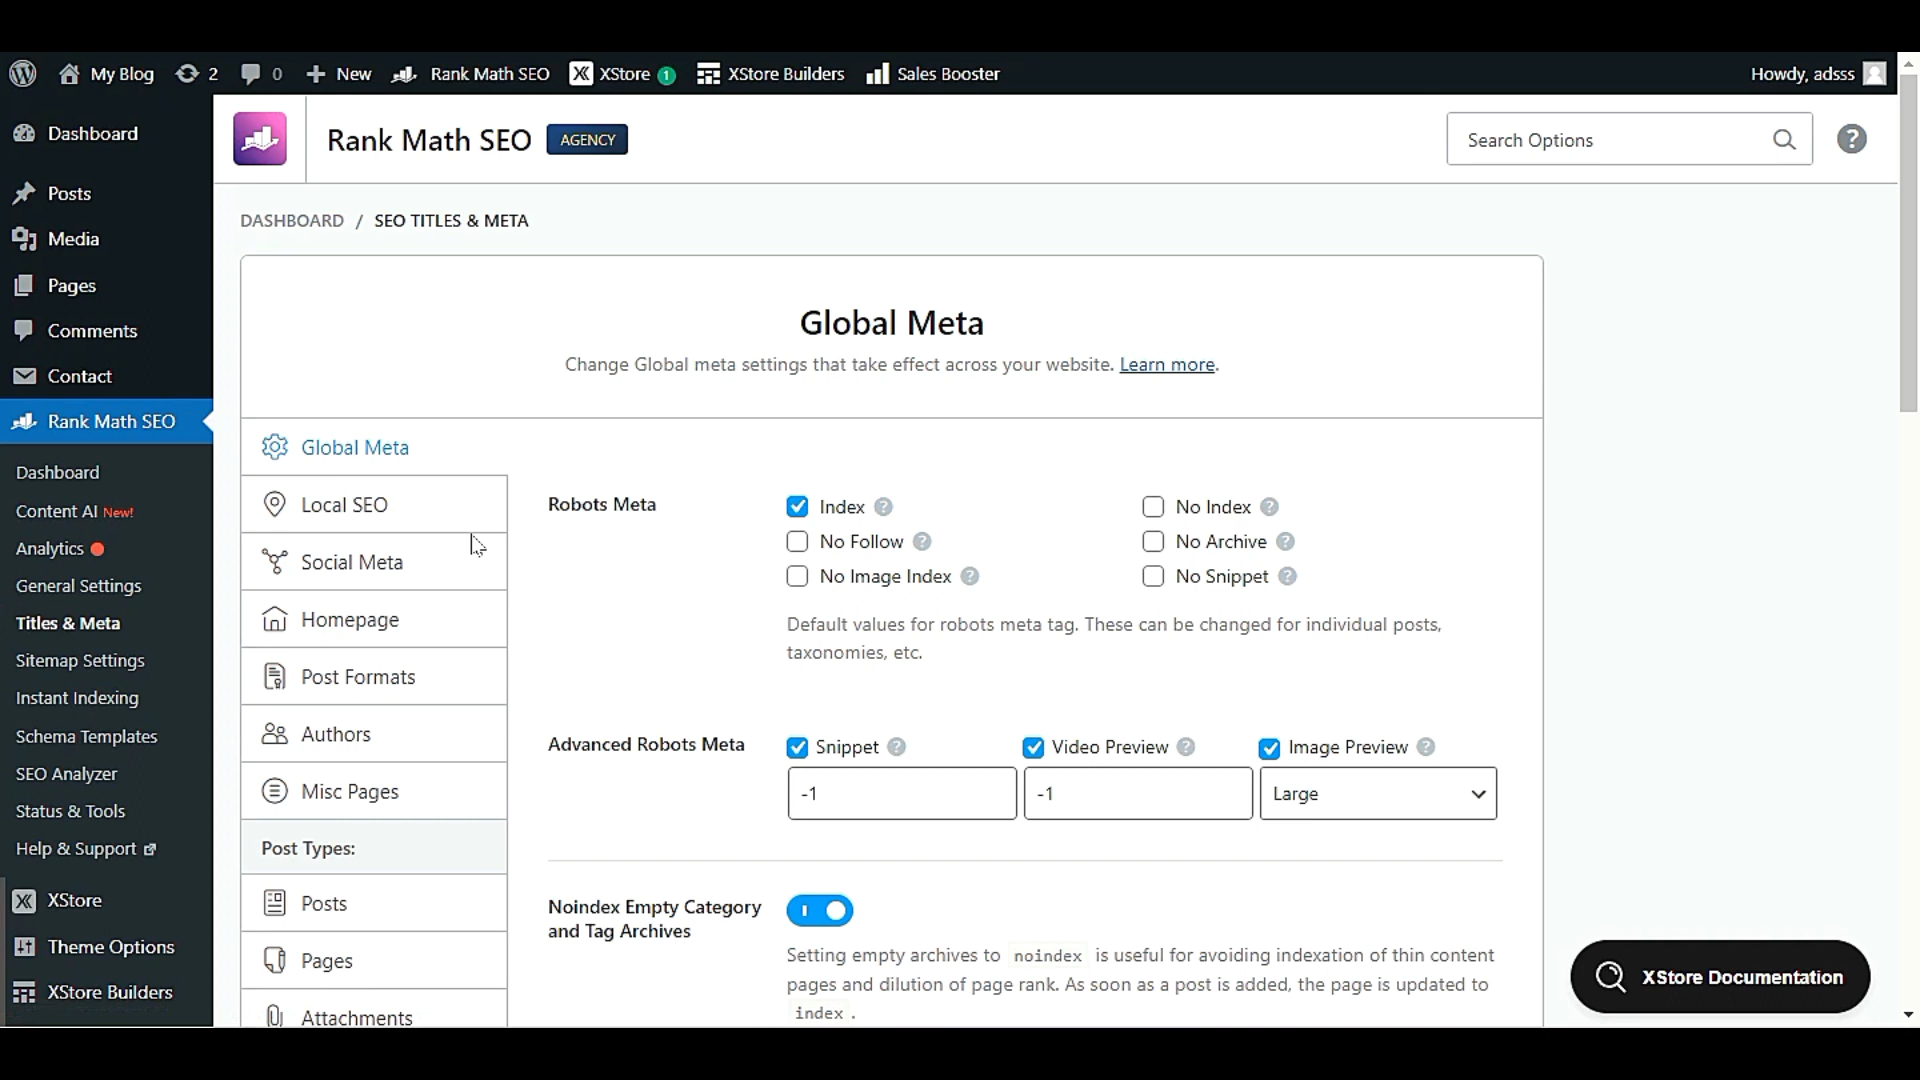 My Blog 2 0 New Rank Math SEO XStore 1 XStore Builders Sales Booster Howdy, adsss
Dashboard
Posts
Media
Pages
Comments
Contact
Rank Math SEO
Dashboard
Content AI New!
Analytics
General Settings
Titles & Meta
Sitemap Settings
Instant Indexing
Schema Templates
SEO Analyzer
Status & Tools
Help & Support
XStore
Theme Options
XStore Builders
Rank Math SEO AGENCY
Search Options
DASHBOARD / SEO TITLES & META
Global Meta
Change Global meta settings that take effect across your website. Learn more.
Global Meta
Local SEO
Social Meta
Homepage
Post Formats
Authors
Misc Pages
Post Types:
Posts
Pages
Attachments
Robots Meta
Index No Index
No Follow No Archive
No Image Index No Snippet
Default values for robots meta tag. These can be changed for individual posts,
taxonomies, etc.
Advanced Robots Meta
Snippet Video Preview Image Preview
-1 -1 Large
Noindex Empty Category
and Tag Archives
Setting empty archives to noindex is useful for avoiding indexation of thin content
pages and dilution of page rank. As soon as a post is added, the page is updated to
index .
XStore Documentation